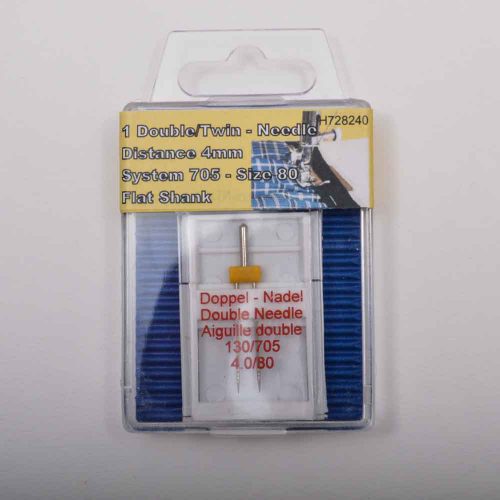 H728240
1 Double/Twin - Needle
Distance 4mm
System 705 - Size 80
Flat Shank
Doppel - Nadel
Double Needle
Aiguille double
130/705
4.0/80